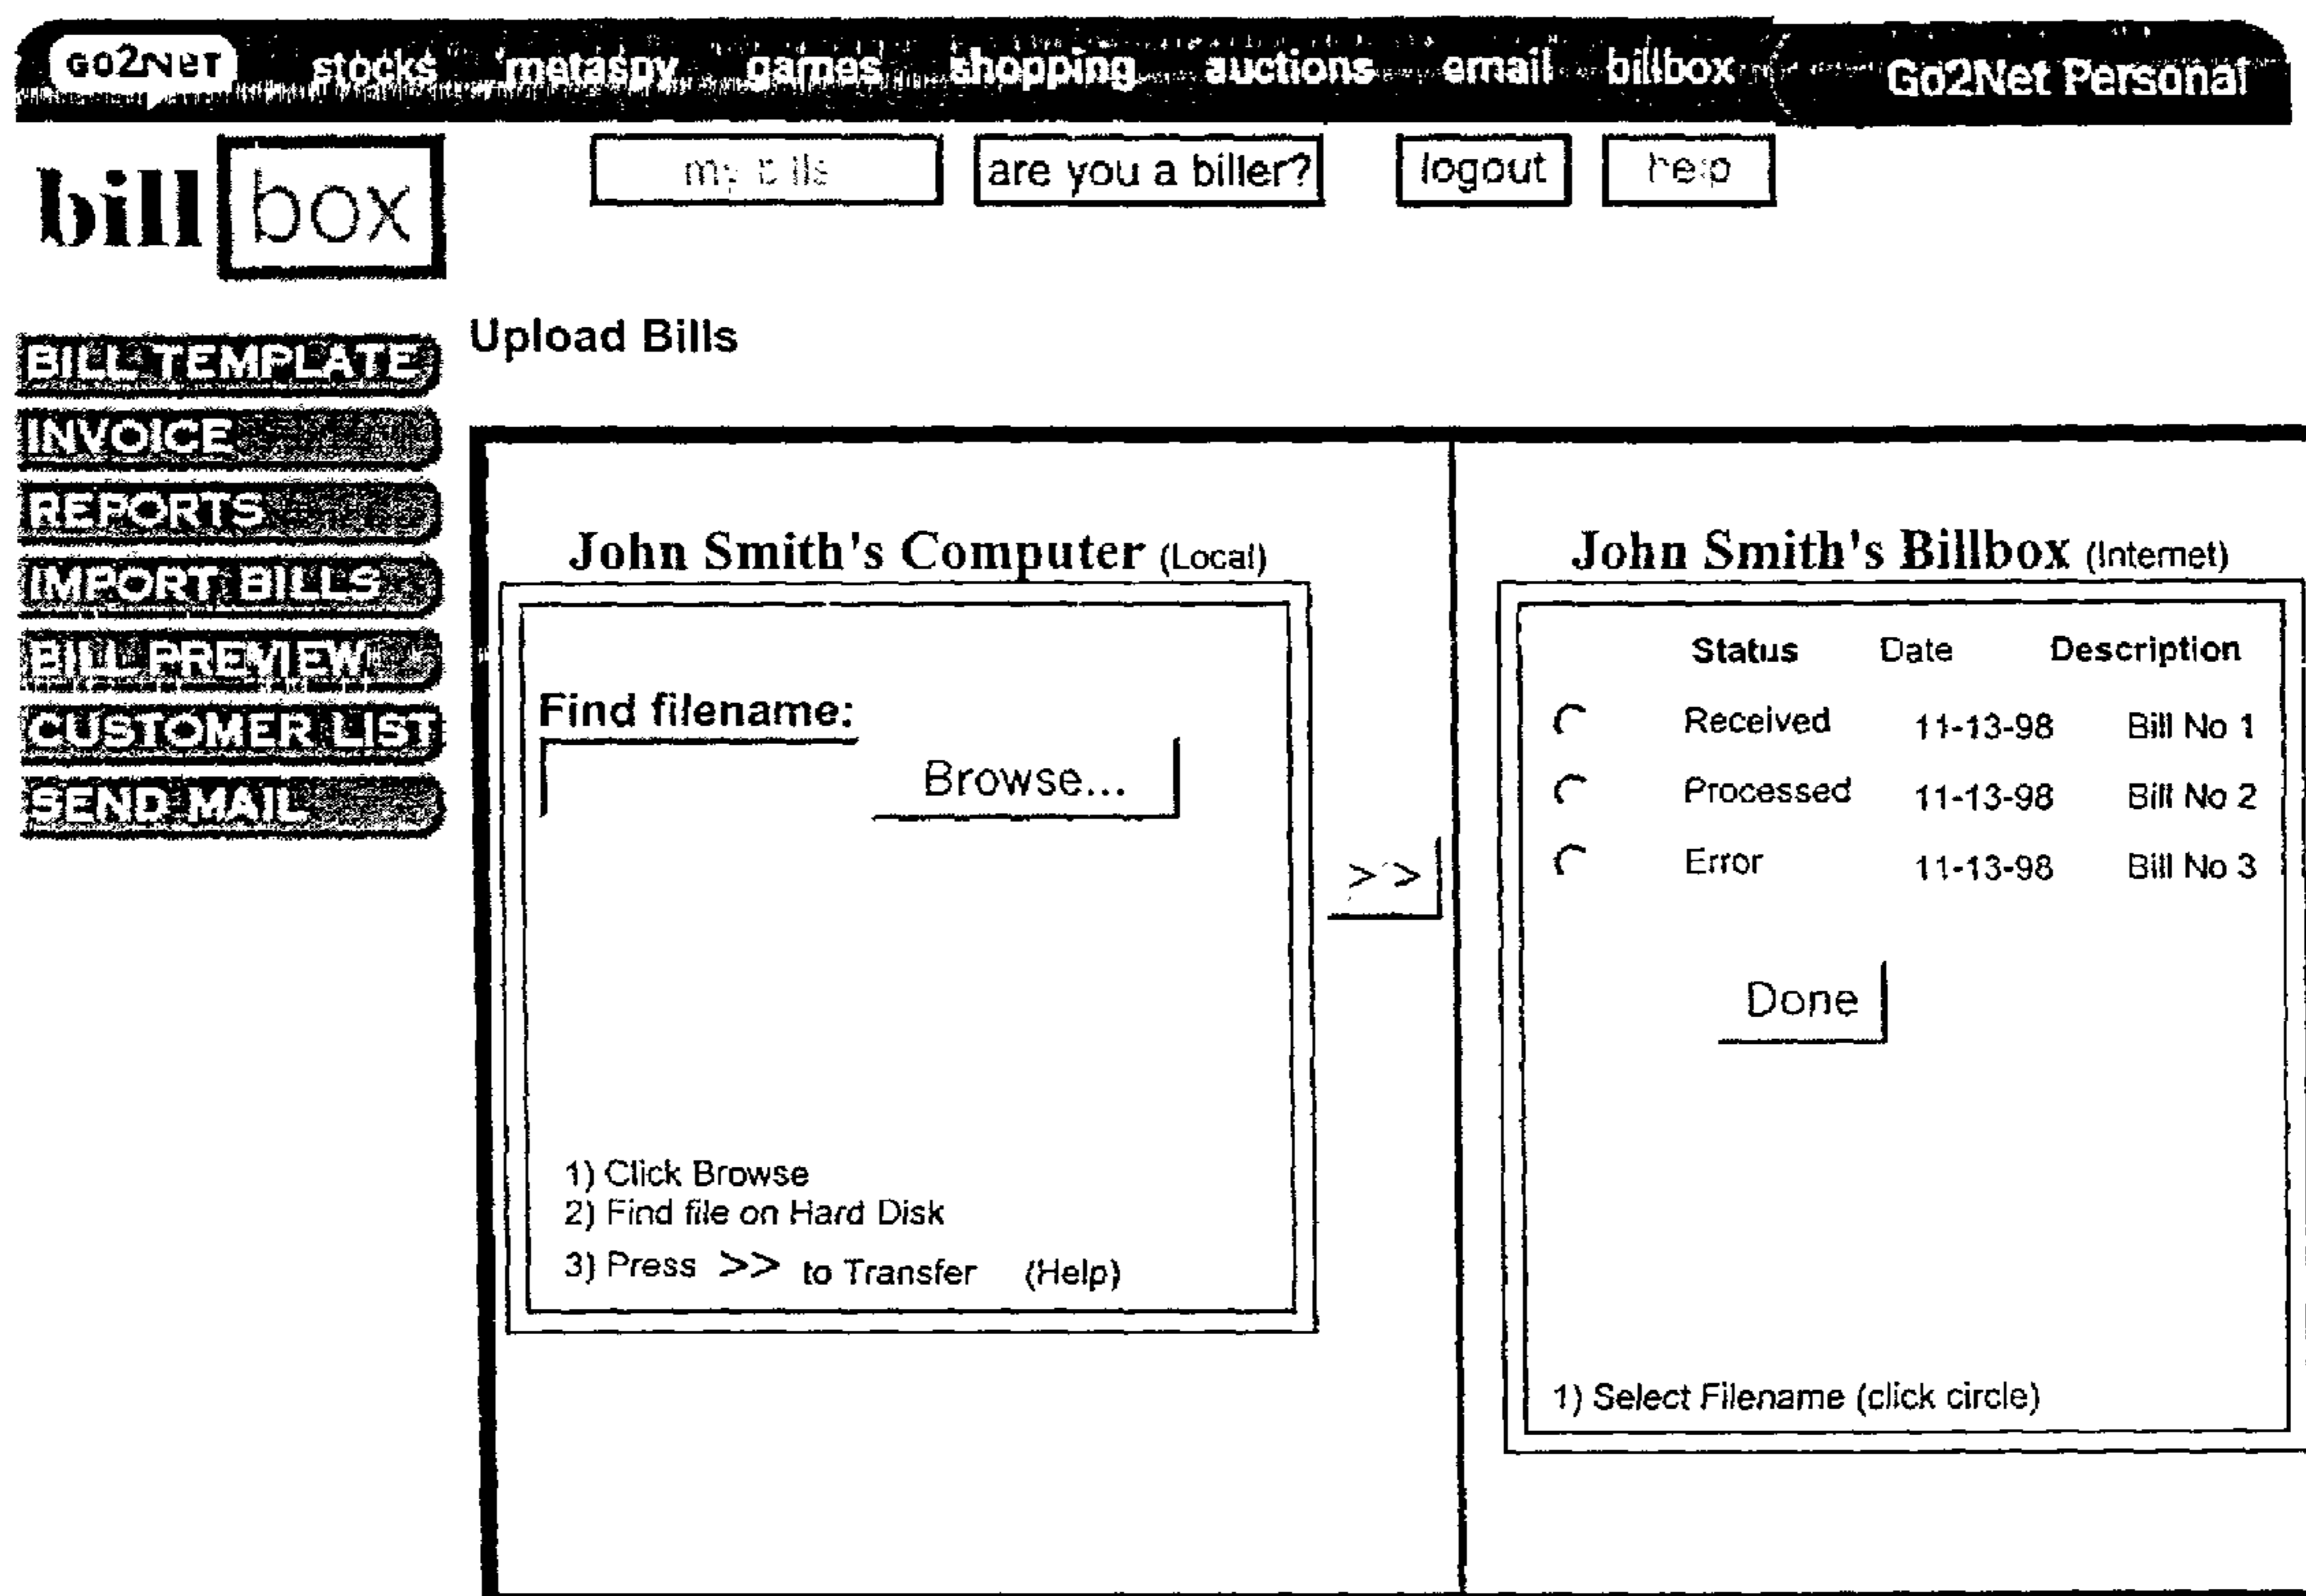 GO2NET stocks metaspy games shopping auctions email billbox Go2Net Personal
bill box my bills are you a biller? logout help
Upload Bills
BILL TEMPLATE
INVOICE
REPORTS
IMPORT BILLS
BILL PREVIEW
CUSTOMER LIST
SEND MAIL
John Smith's Computer (Local)
Find filename:
Browse...
1) Click Browse
2) Find file on Hard Disk
3) Press >> to Transfer (Help)
>>
John Smith's Billbox (Internet)
Status Date Description
Received 11-13-98 Bill No 1
Processed 11-13-98 Bill No 2
Error 11-13-98 Bill No 3
Done
1) Select Filename (click circle)